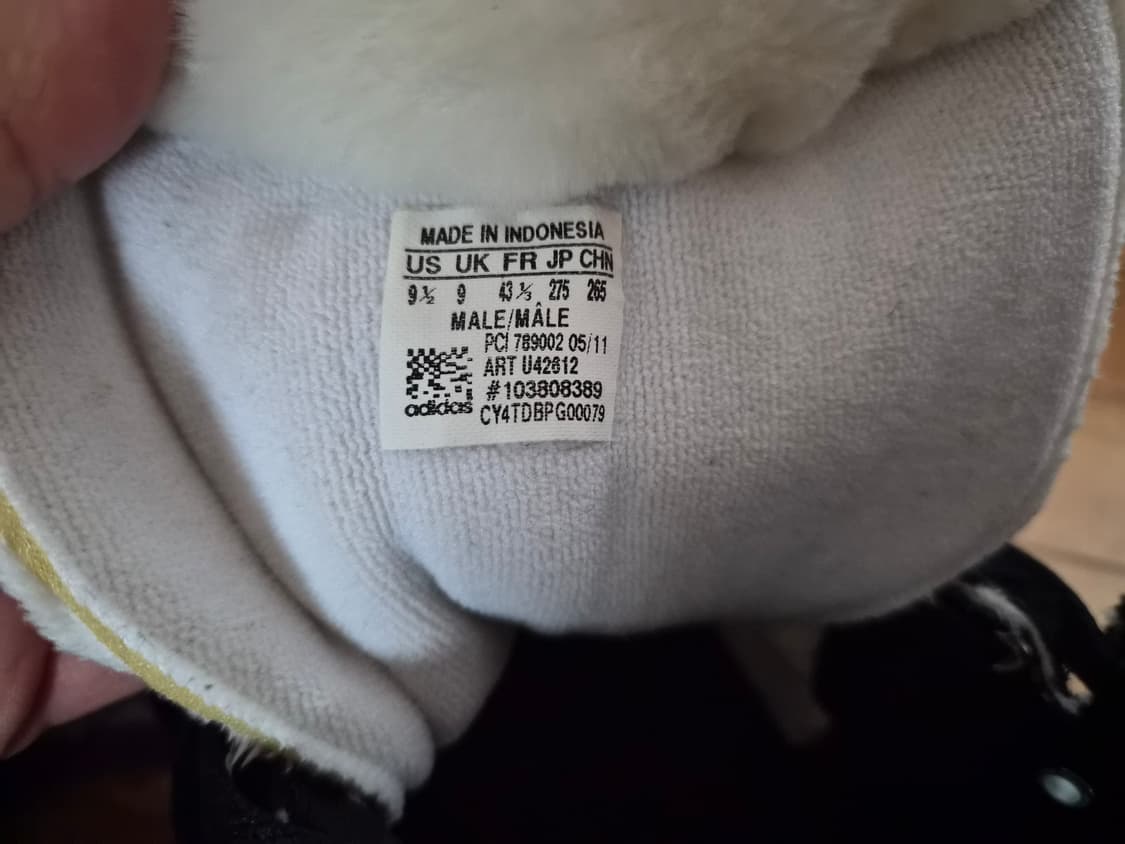 MADE IN INDONESIA
US UK FR JP CHN
9½ 9 43⅓ 275 265
MALE/MÂLE
PCI 789002 05/11
ART U42612
#103808389
adidas CY4TDBPG00079